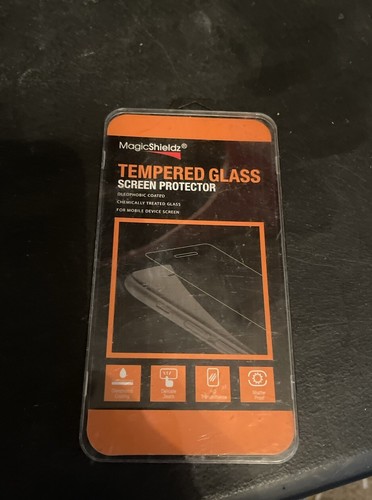 MagicShieldz®
TEMPERED GLASS
SCREEN PROTECTOR
OLEOPHOBIC COATED
CHEMICALLY TREATED GLASS
FOR MOBILE DEVICE SCREEN